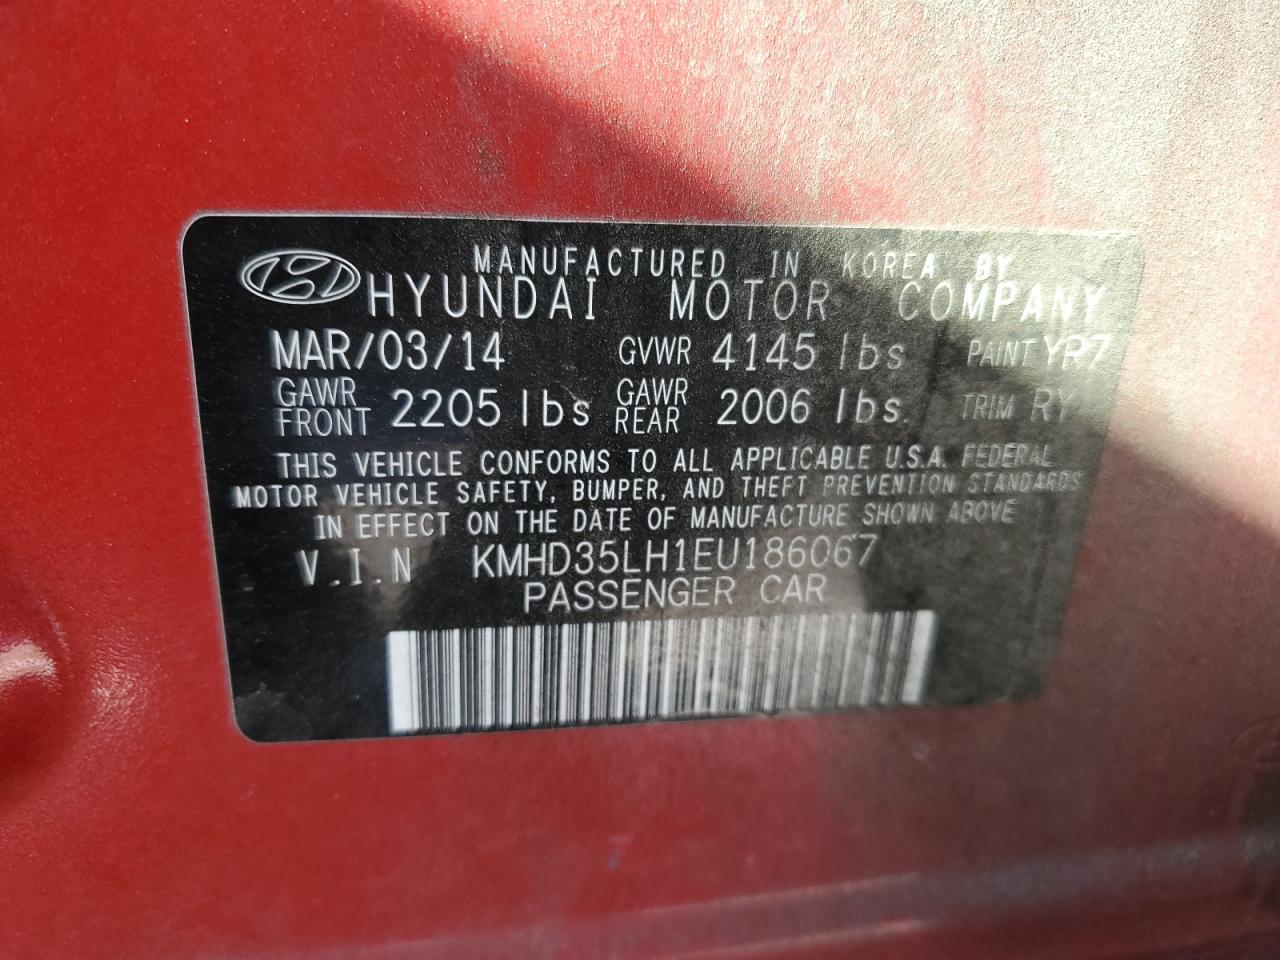 MANUFACTURED IN KOREA BY
HYUNDAI MOTOR COMPANY
MAR/03/14 GVWR 4145 lbs PAINT YR7
GAWR FRONT 2205 lbs GAWR REAR 2006 lbs. TRIM RY
THIS VEHICLE CONFORMS TO ALL APPLICABLE U.S.A. FEDERAL
MOTOR VEHICLE SAFETY, BUMPER, AND THEFT PREVENTION STANDARDS
IN EFFECT ON THE DATE OF MANUFACTURE SHOWN ABOVE
V.I.N KMHD35LH1EU186067
PASSENGER CAR